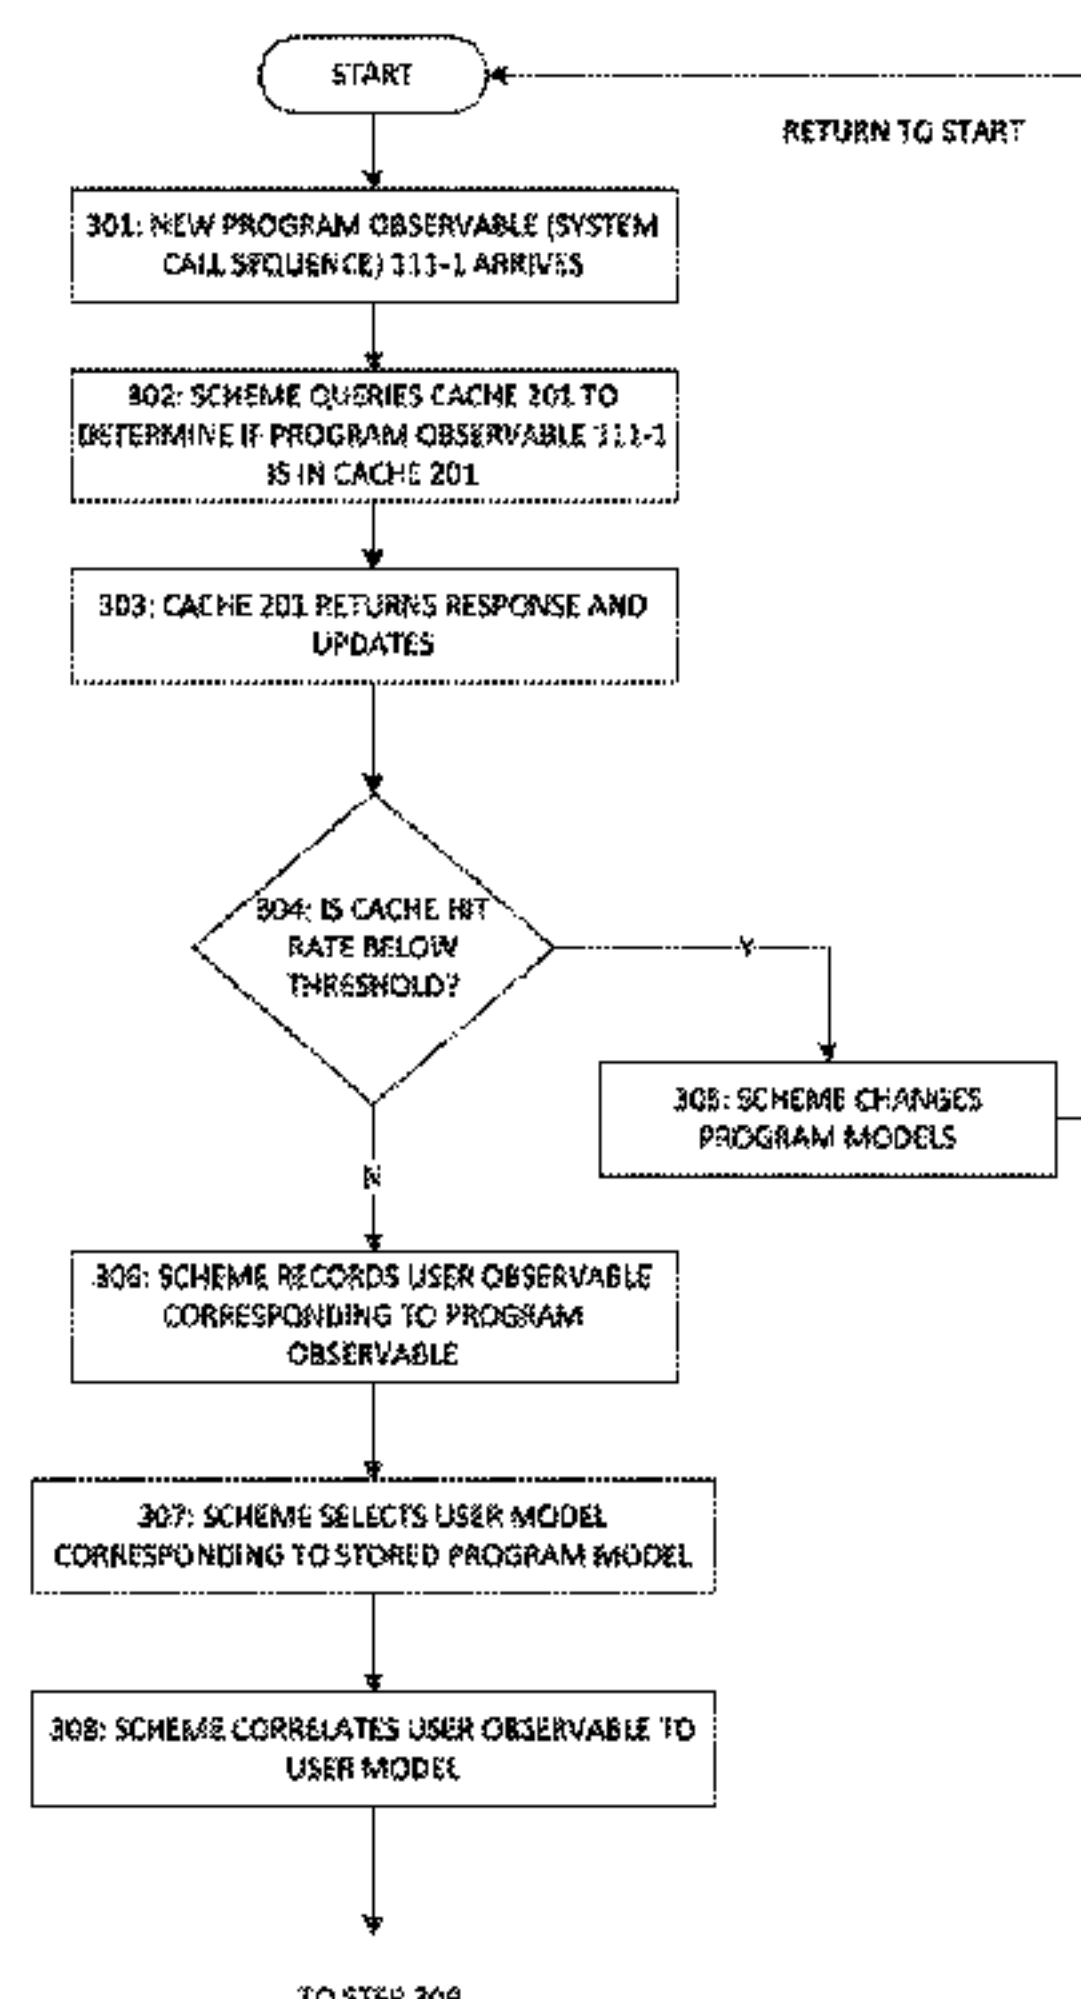 START
RETURN TO START
301: NEW PROGRAM OBSERVABLE (SYSTEM
CALL SEQUENCE) 111-1 ARRIVES
302: SCHEME QUERIES CACHE 201 TO
DETERMINE IF PROGRAM OBSERVABLE 111-1
IS IN CACHE 201
303: CACHE 201 RETURNS RESPONSE AND
UPDATES
304: IS CACHE HIT
RATE BELOW
THRESHOLD?
Y
305: SCHEME CHANGES
PROGRAM MODELS
N
306: SCHEME RECORDS USER OBSERVABLE
CORRESPONDING TO PROGRAM
OBSERVABLE
307: SCHEME SELECTS USER MODEL
CORRESPONDING TO STORED PROGRAM MODEL
308: SCHEME CORRELATES USER OBSERVABLE TO
USER MODEL
TO STEP 309